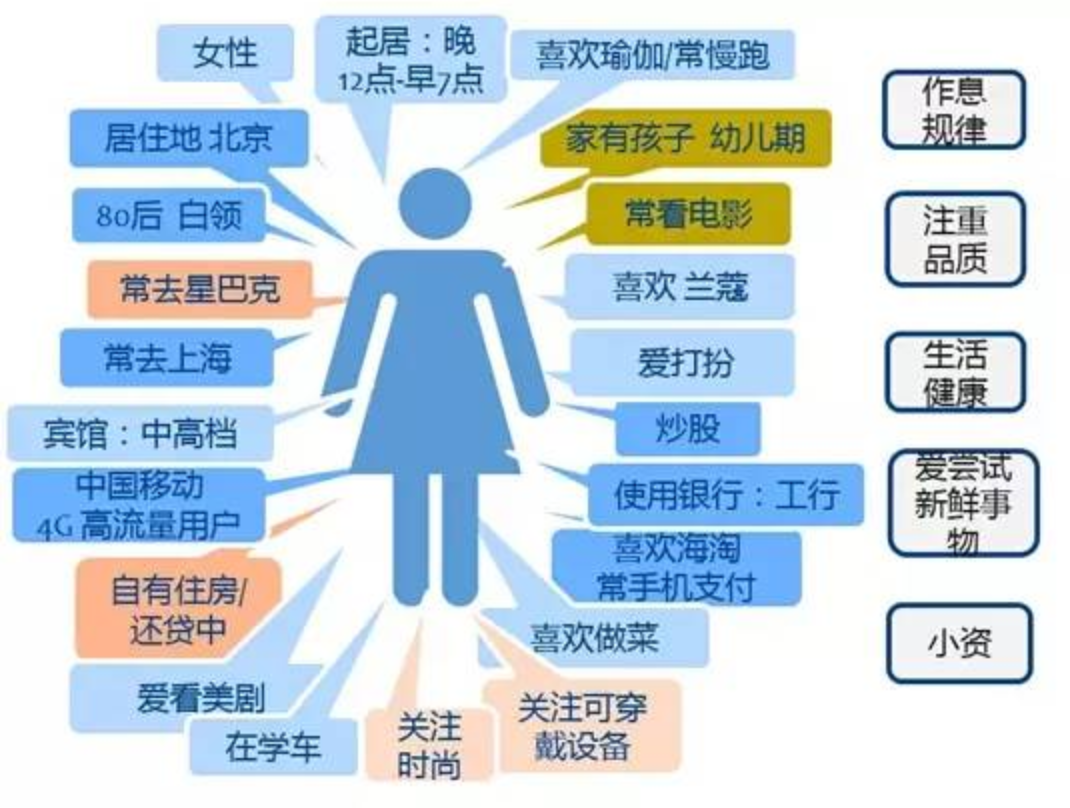 女性
起居：晚
12点-早7点
喜欢瑜伽/常慢跑
居住地 北京
家有孩子 幼儿期
80后 白领
常看电影
常去星巴克
喜欢 兰蔻
常去上海
爱打扮
宾馆：中高档
炒股
中国移动
4G 高流量用户
使用银行：工行
喜欢海淘
常手机支付
自有住房/
还贷中
喜欢做菜
爱看美剧
在学车
关注
时尚
关注可穿
戴设备
作息
规律
注重
品质
生活
健康
爱尝试
新鲜事
物
小资